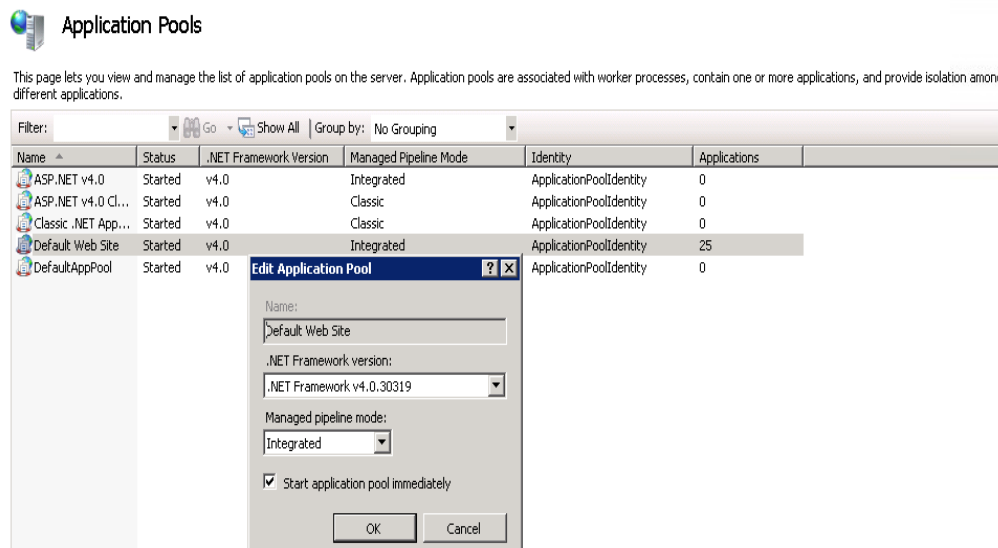 Application Pools
This page lets you view and manage the list of application pools on the server. Application pools are associated with worker processes, contain one or more applications, and provide isolation among
different applications.
Filter: Go Show All Group by: No Grouping
Name Status .NET Framework Version Managed Pipeline Mode Identity Applications
ASP.NET v4.0 Started v4.0 Integrated ApplicationPoolIdentity 0
ASP.NET v4.0 Cl... Started v4.0 Classic ApplicationPoolIdentity 0
Classic .NET App... Started v4.0 Classic ApplicationPoolIdentity 0
Default Web Site Started v4.0 Integrated ApplicationPoolIdentity 25
DefaultAppPool Started v4.0 ApplicationPoolIdentity 0
Edit Application Pool ? X
Name:
Default Web Site
.NET Framework version:
.NET Framework v4.0.30319
Managed pipeline mode:
Integrated
Start application pool immediately
OK Cancel